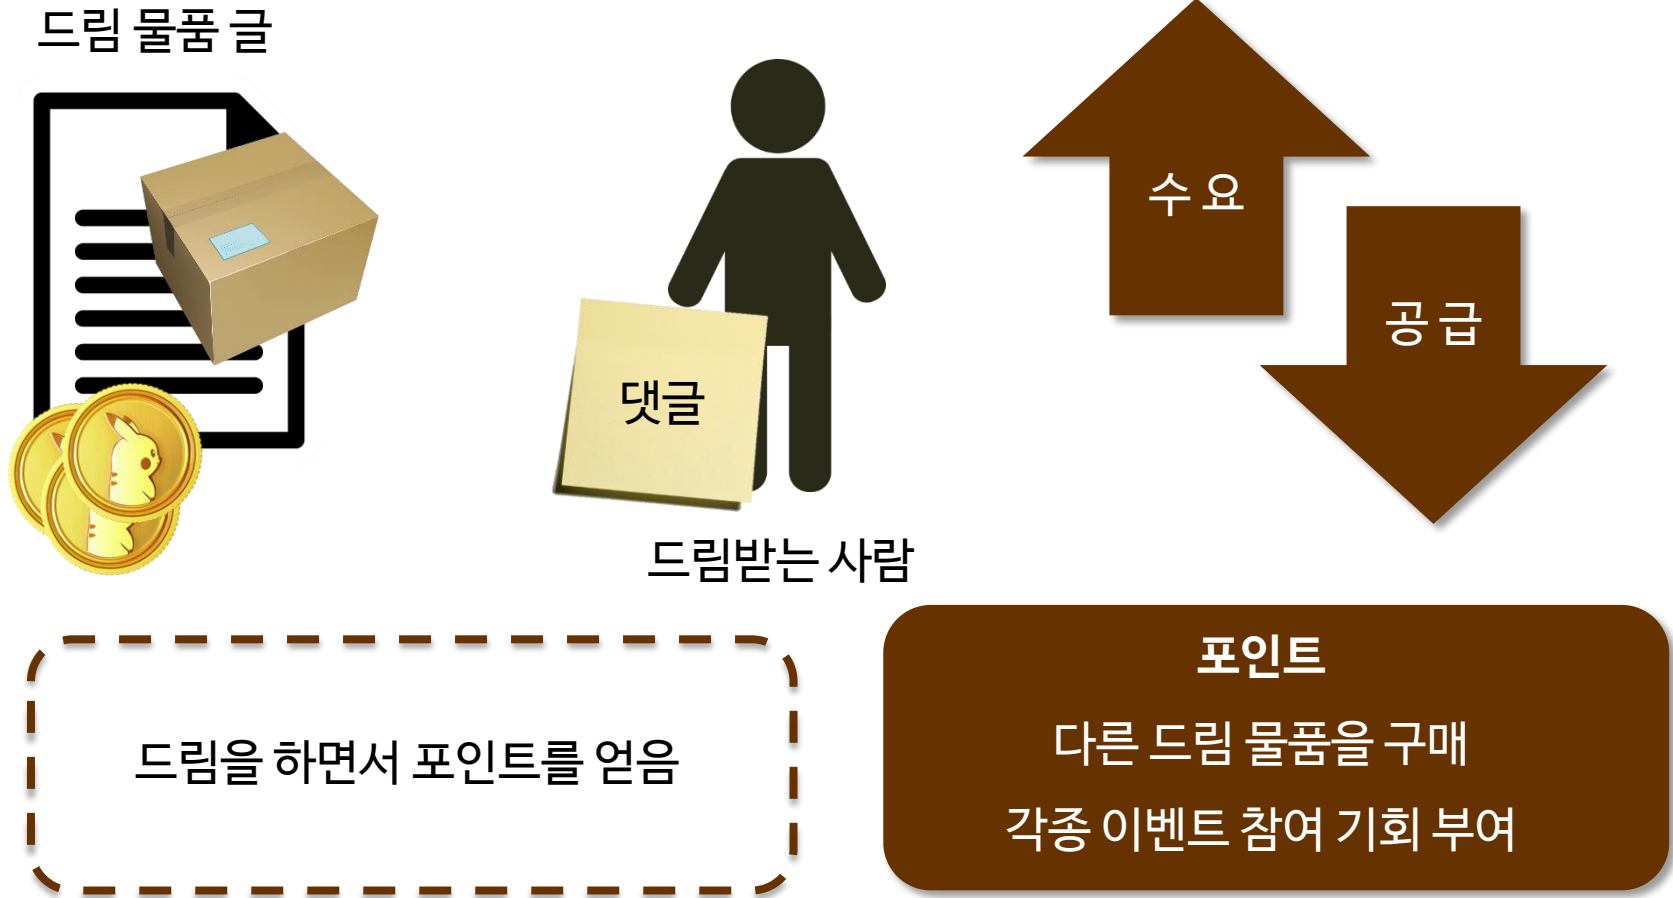 드림 물품 글
수 요
공 급
댓글
드림받는 사람
드림을 하면서 포인트를 얻음
포인트
다른 드림 물품을 구매
각종 이벤트 참여 기회 부여